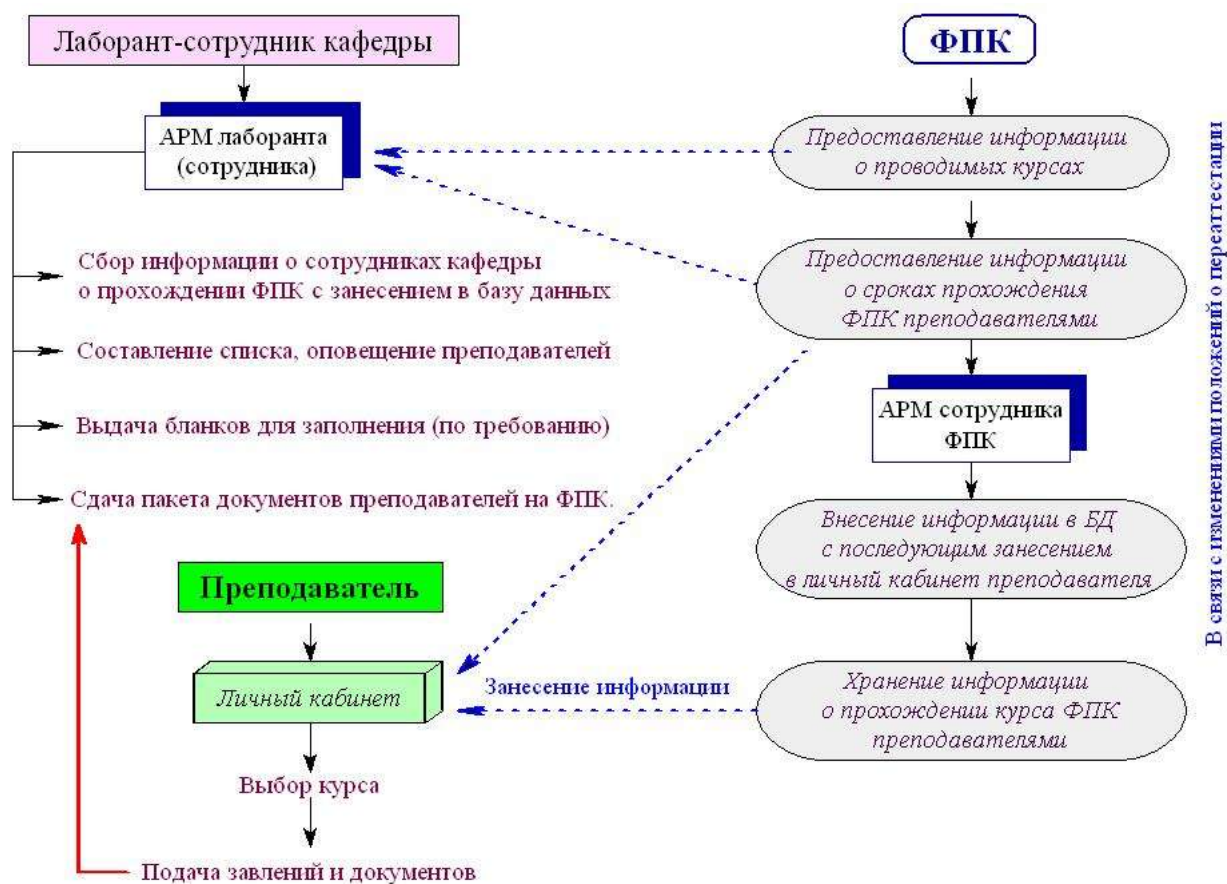 Лаборант-сотрудник кафедры
АРМ лаборанта
(сотрудника)
Сбор информации о сотрудниках кафедры
о прохождении ФПК с занесением в базу данных
Составление списка, оповещение преподавателей
Выдача бланков для заполнения (по требованию)
Сдача пакета документов преподавателей на ФПК.
Преподаватель
Личный кабинет
Выбор курса
Подача завлений и документов
Занесение информации
ФПК
Предоставление информации
о проводимых курсах
Предоставление информации
о сроках прохождения
ФПК преподавателями
АРМ сотрудника
ФПК
Внесение информации в БД
с последующим занесением
в личный кабинет преподавателя
Хранение информации
о прохождении курса ФПК
преподавателями
В связи с изменениями положений о переаттестации